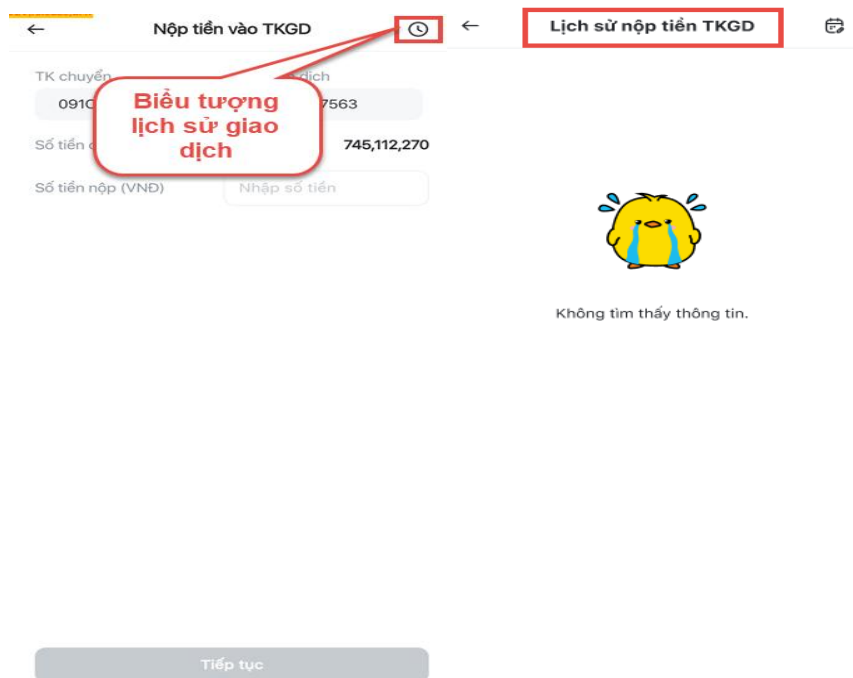 Nộp tiền vào TKGD
TK chuyển
dịch
0910
7563
Biểu tượng
lịch sử giao
dịch
Số tiền
745,112,270
Số tiền nộp (VNĐ)
Nhập số tiền
Tiếp tục
Lịch sử nộp tiền TKGD
Không tìm thấy thông tin.